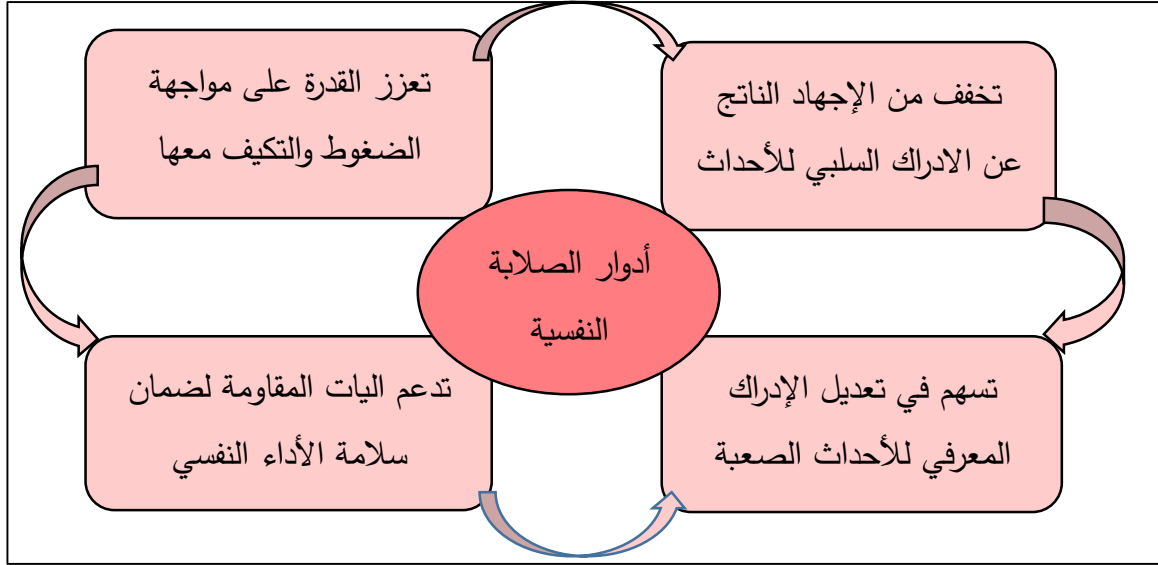 تخفف من الإجهاد الناتج
عن الادراك السلبي للأحداث
تعزز القدرة على مواجهة
الضغوط والتكيف معها
أدوار الصلابة
النفسية
تسهم في تعديل الإدراك
المعرفي للأحداث الصعبة
تدعم اليات المقاومة لضمان
سلامة الأداء النفسي